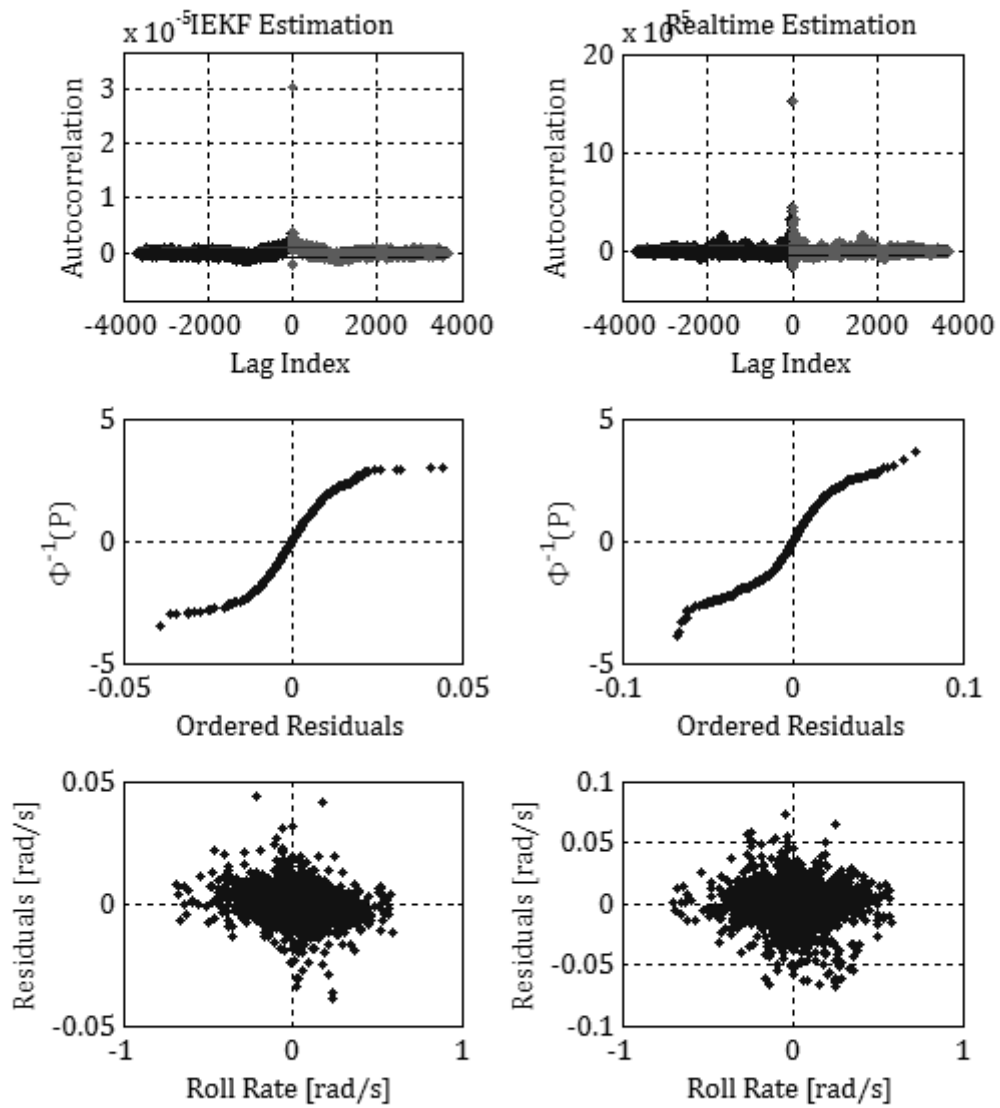 x 10⁻⁵ IEKF Estimation
3
2
1
0
-4000 -2000 0 2000 4000
Autocorrelation
Lag Index
x 10 5 Realtime Estimation
20
10
0
-4000 -2000 0 2000 4000
Autocorrelation
Lag Index
5
0
-5
-0.05 0 0.05
Φ⁻¹(P)
Ordered Residuals
5
0
-5
-0.1 0 0.1
Φ⁻¹(P)
Ordered Residuals
0.05
0
-0.05
-1 0 1
Residuals [rad/s]
Roll Rate [rad/s]
0.1
0.05
0
-0.05
-0.1
-1 0 1
Residuals [rad/s]
Roll Rate [rad/s]